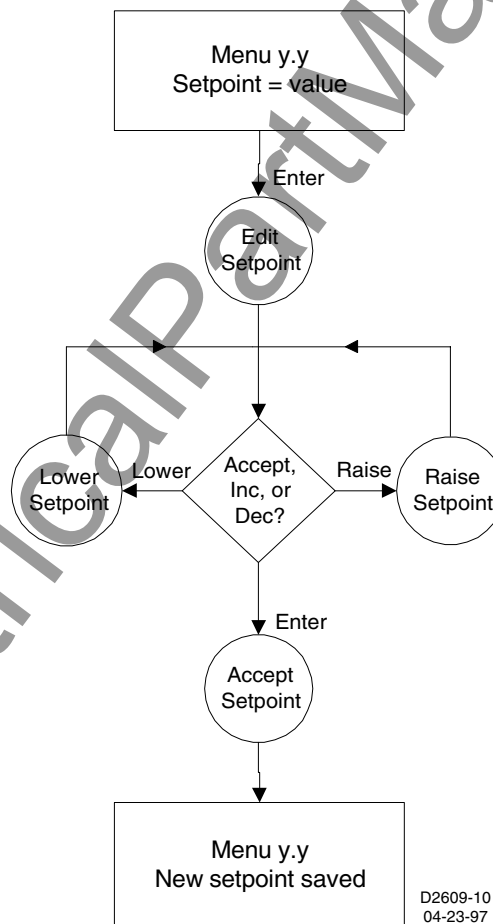 Menu y.y
Setpoint = value
Enter
Edit
Setpoint
Lower
Setpoint
Lower
Accept,
Inc, or
Dec?
Raise
Raise
Setpoint
Enter
Accept
Setpoint
Menu y.y
New setpoint saved
D2609-10
04-23-97